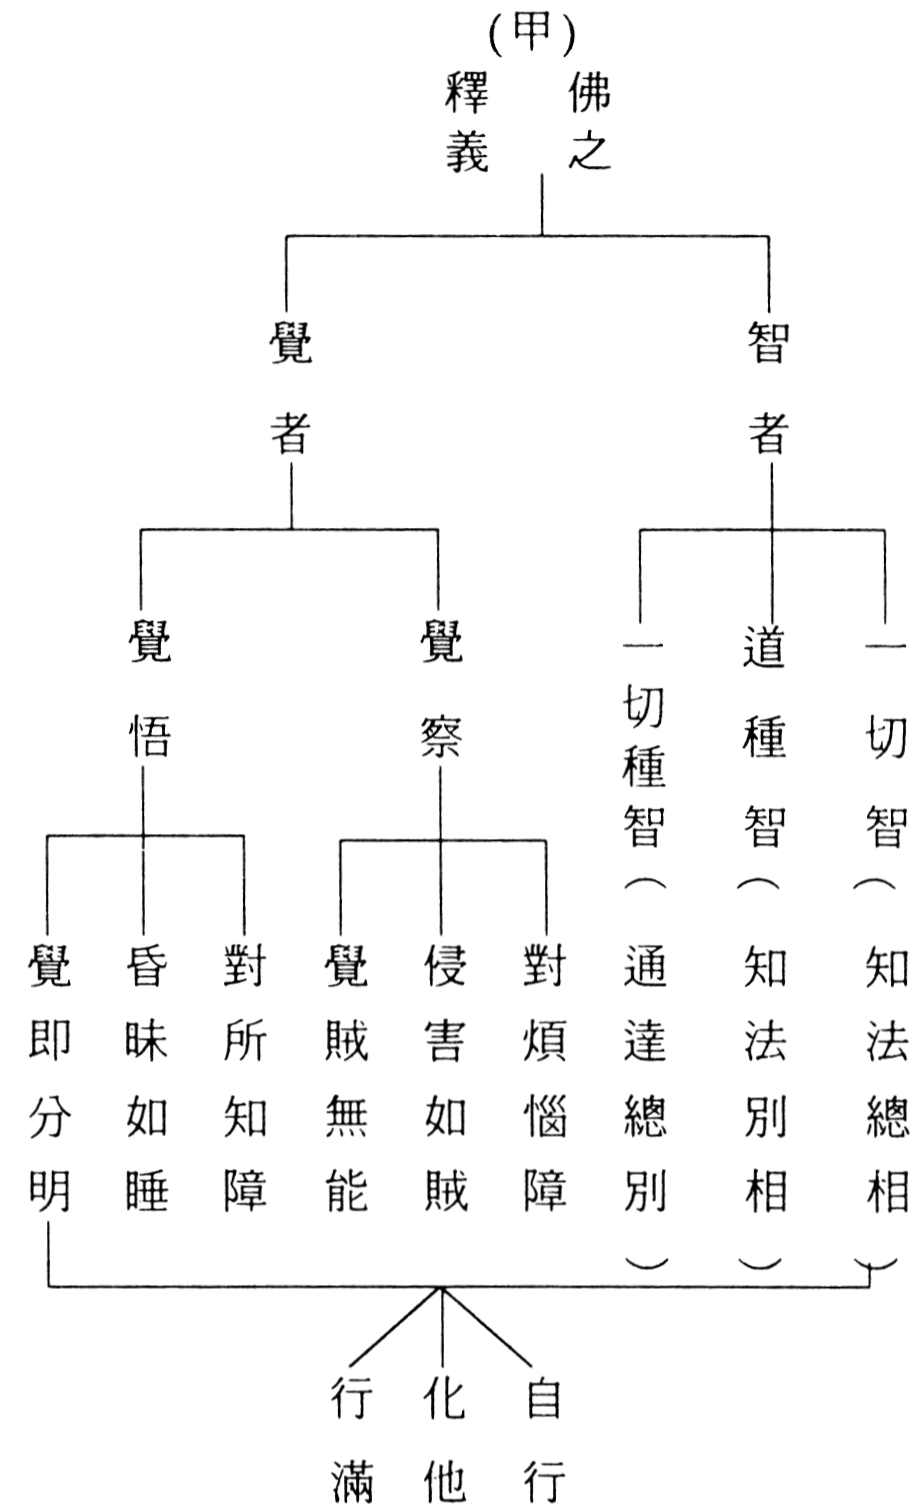 (甲)
佛之
釋義
智者
覺者
一切智（知法總相）
道種智（知法別相）
一切種智（通達總別）
覺察
對煩惱障
侵害如賊
覺賊無能
覺悟
對所知障
昏昧如睡
覺即分明
自行
化他
行滿